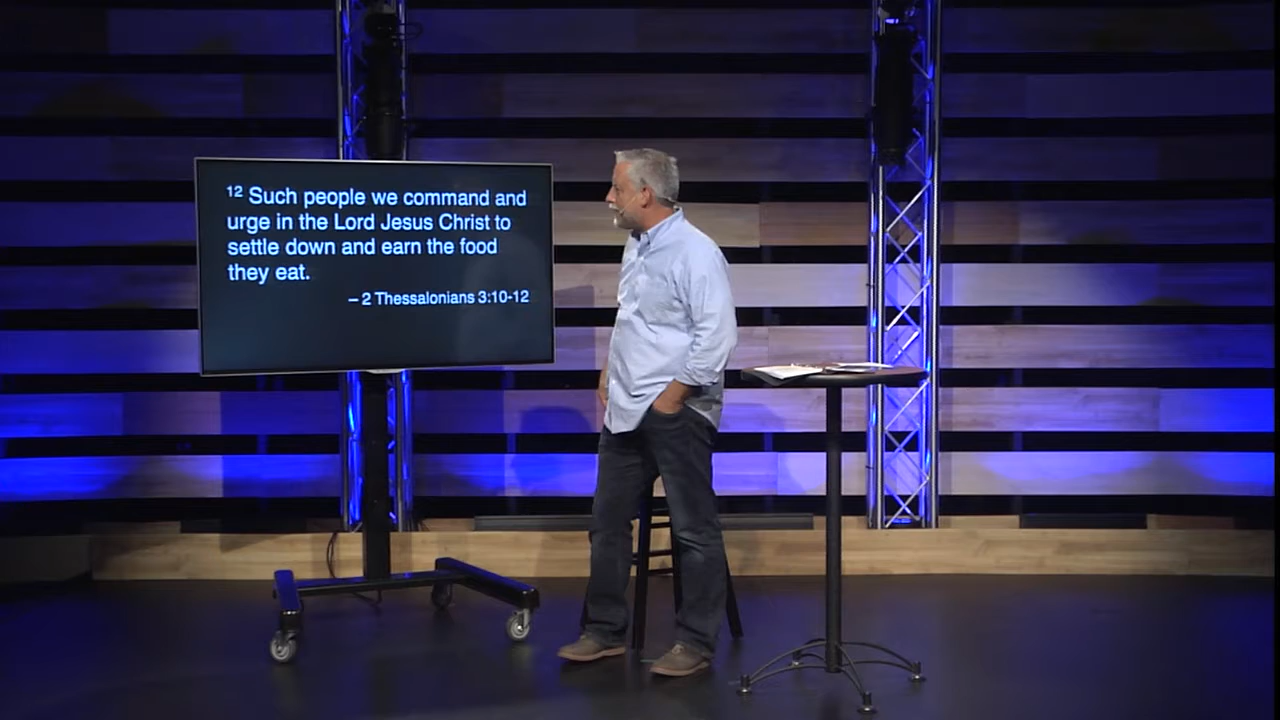 12 Such people we command and
urge in the Lord Jesus Christ to
settle down and earn the food
they eat.
– 2 Thessalonians 3:10-12